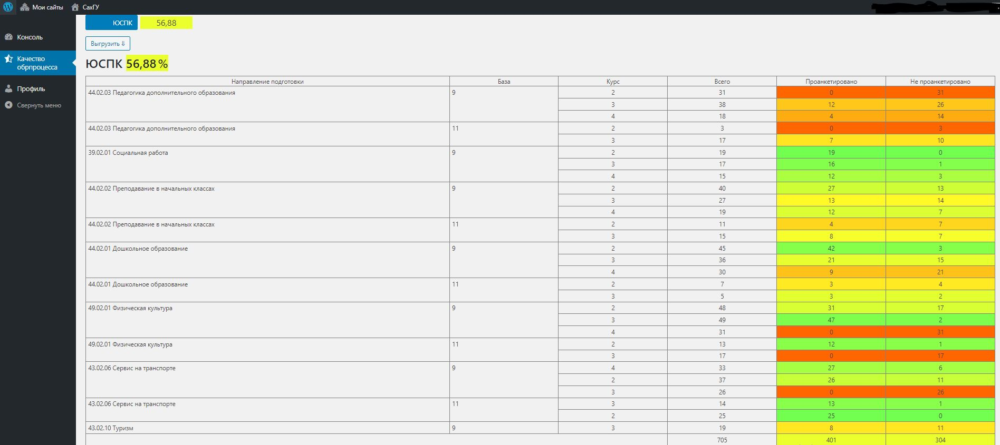 Мои сайты СахГУ
Консоль
Качество
обрпроцесса
Профиль
Свернуть меню
ЮСПК 56,88
Выгрузить ⇓
ЮСПК 56,88 %
Направление подготовки База Курс Всего Проанкетировано Не проанкетировано
44.02.03 Педагогика дополнительного образования 9 2 31 0 31
3 38 12 26
4 18 4 14
44.02.03 Педагогика дополнительного образования 11 2 3 0 3
3 17 7 10
39.02.01 Социальная работа 9 2 19 19 0
3 17 16 1
4 15 12 3
44.02.02 Преподавание в начальных классах 9 2 40 27 13
3 27 13 14
4 19 12 7
44.02.02 Преподавание в начальных классах 11 2 11 4 7
3 15 8 7
44.02.01 Дошкольное образование 9 2 45 42 3
3 36 21 15
4 30 9 21
44.02.01 Дошкольное образование 11 2 7 3 4
3 5 3 2
49.02.01 Физическая культура 9 2 48 31 17
3 49 47 2
4 31 0 31
49.02.01 Физическая культура 11 2 13 12 1
3 17 0 17
43.02.06 Сервис на транспорте 9 4 33 27 6
2 37 26 11
3 26 0 26
43.02.06 Сервис на транспорте 11 3 14 13 1
2 25 25 0
43.02.10 Туризм 9 3 19 8 11
705 401 304